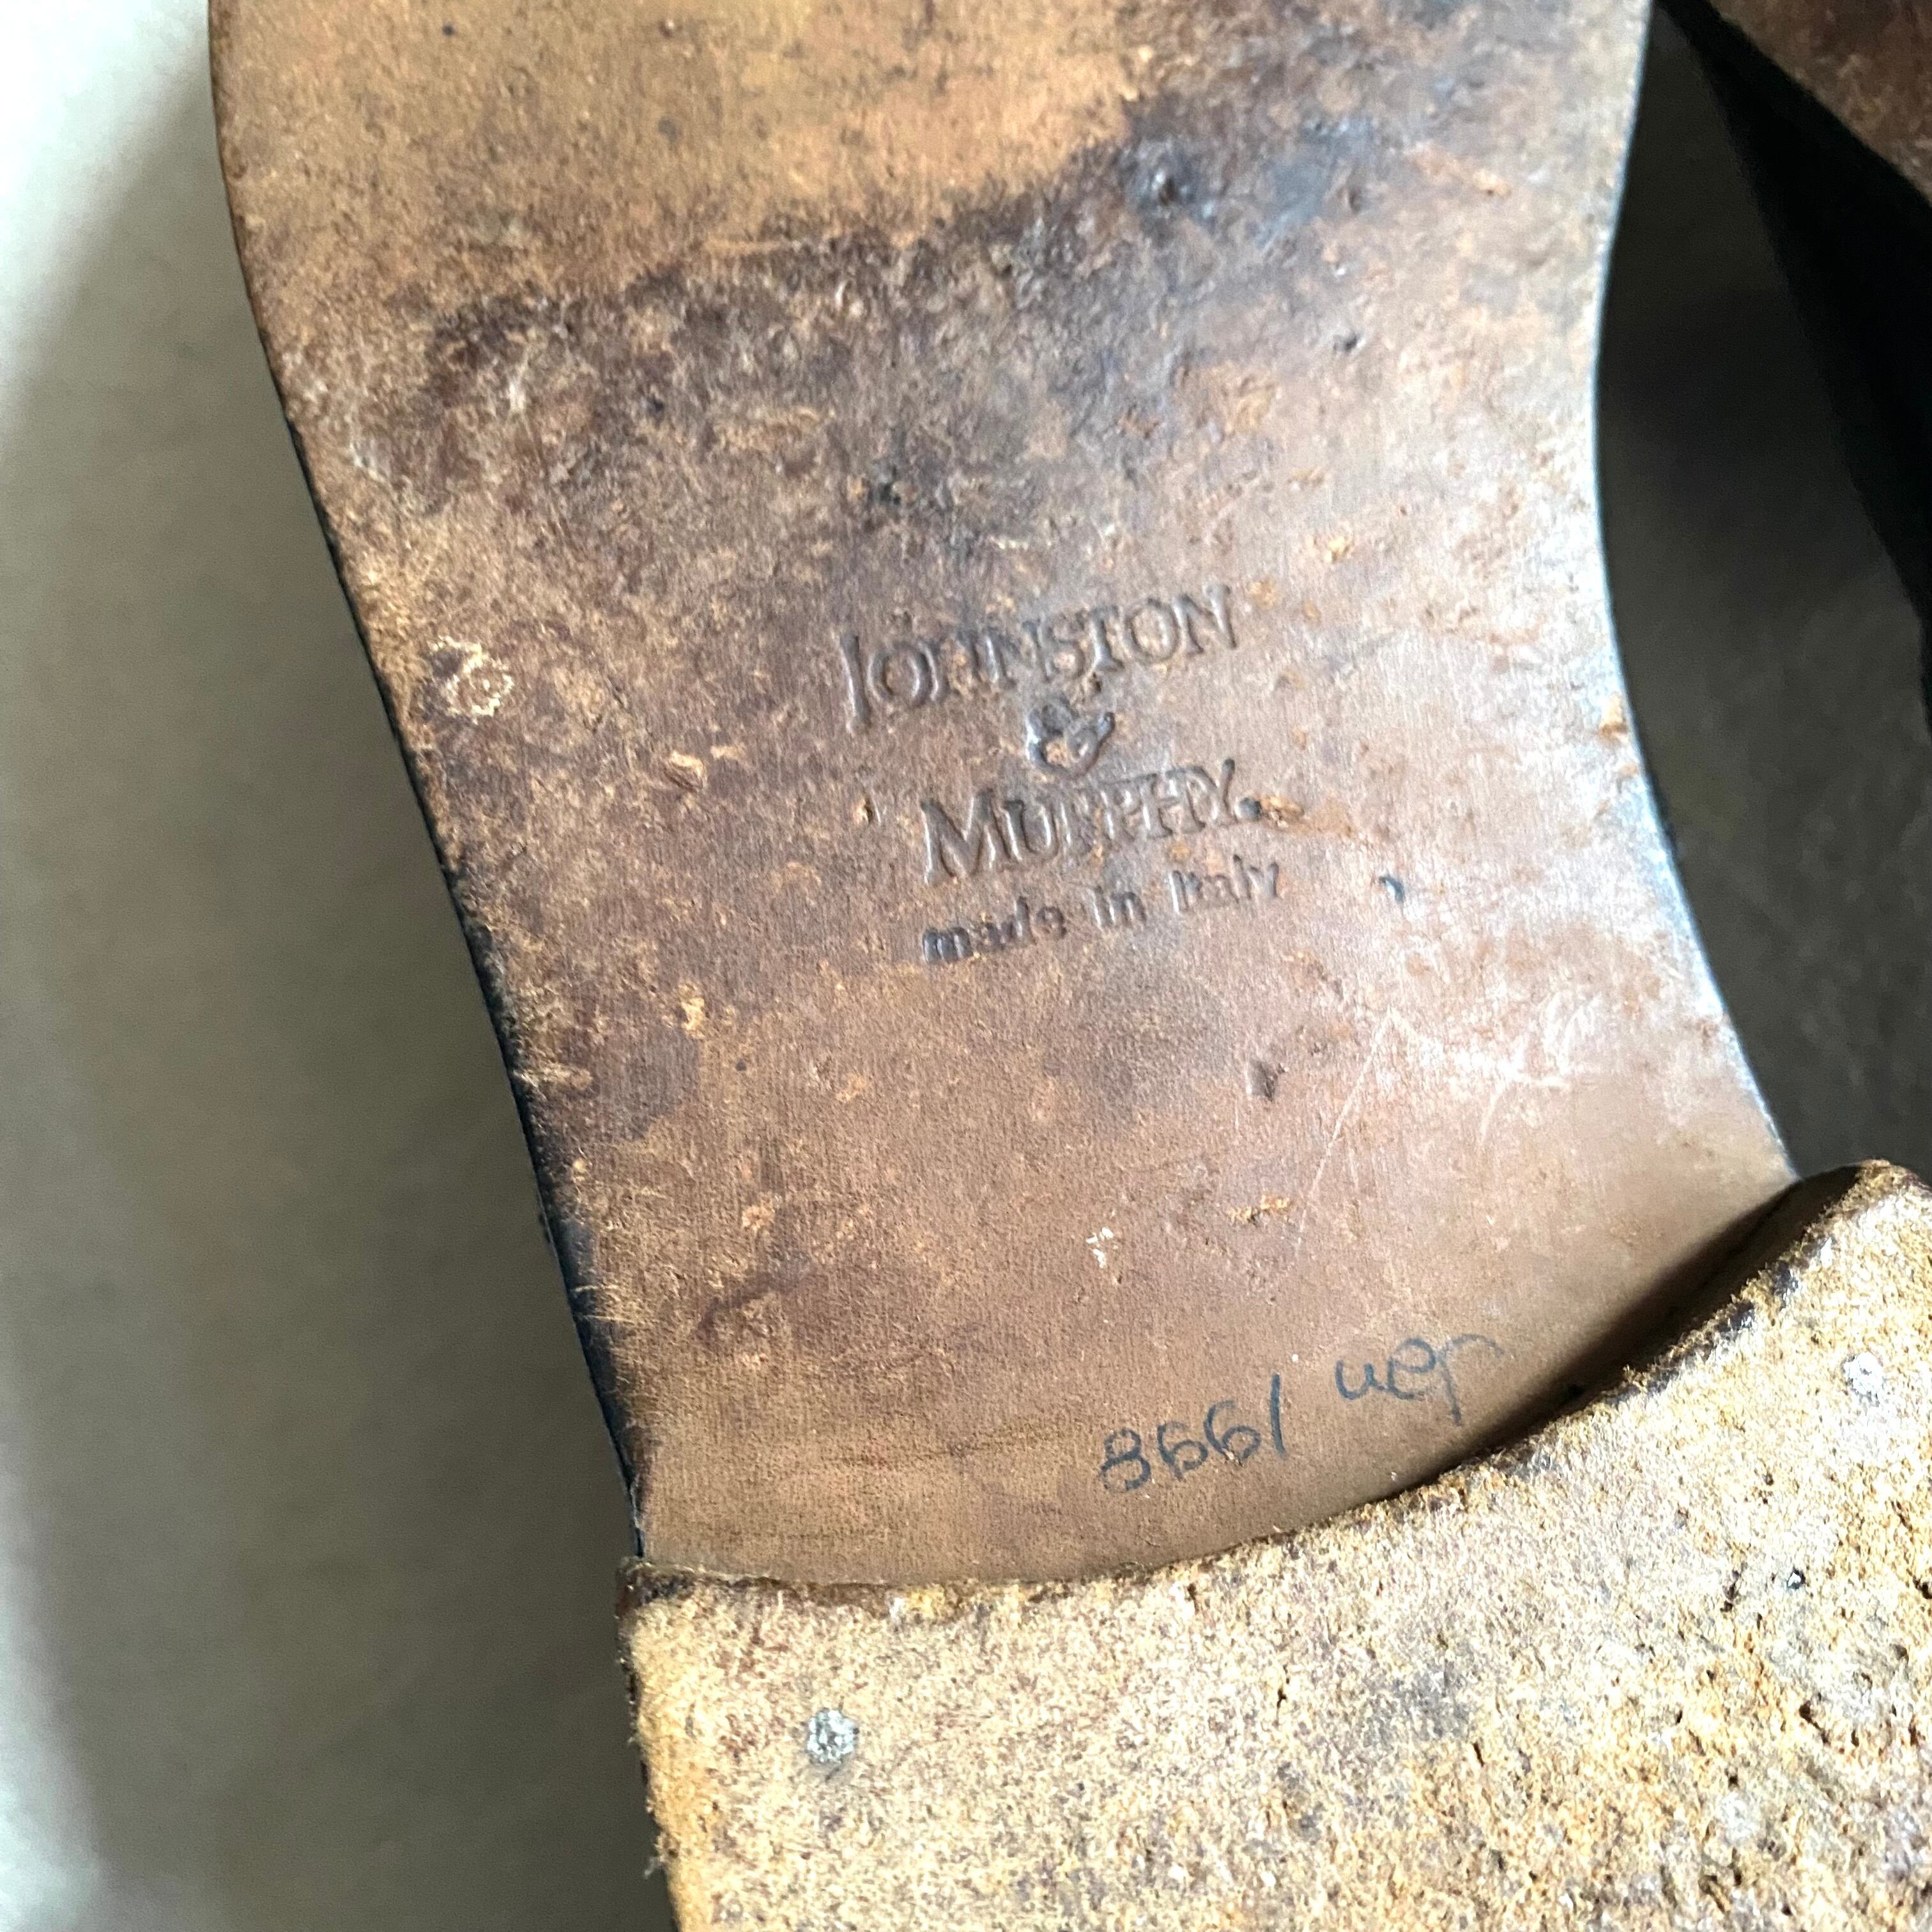 JOHNSTON
&
MURPHY.
made in Italy
Jan 1998